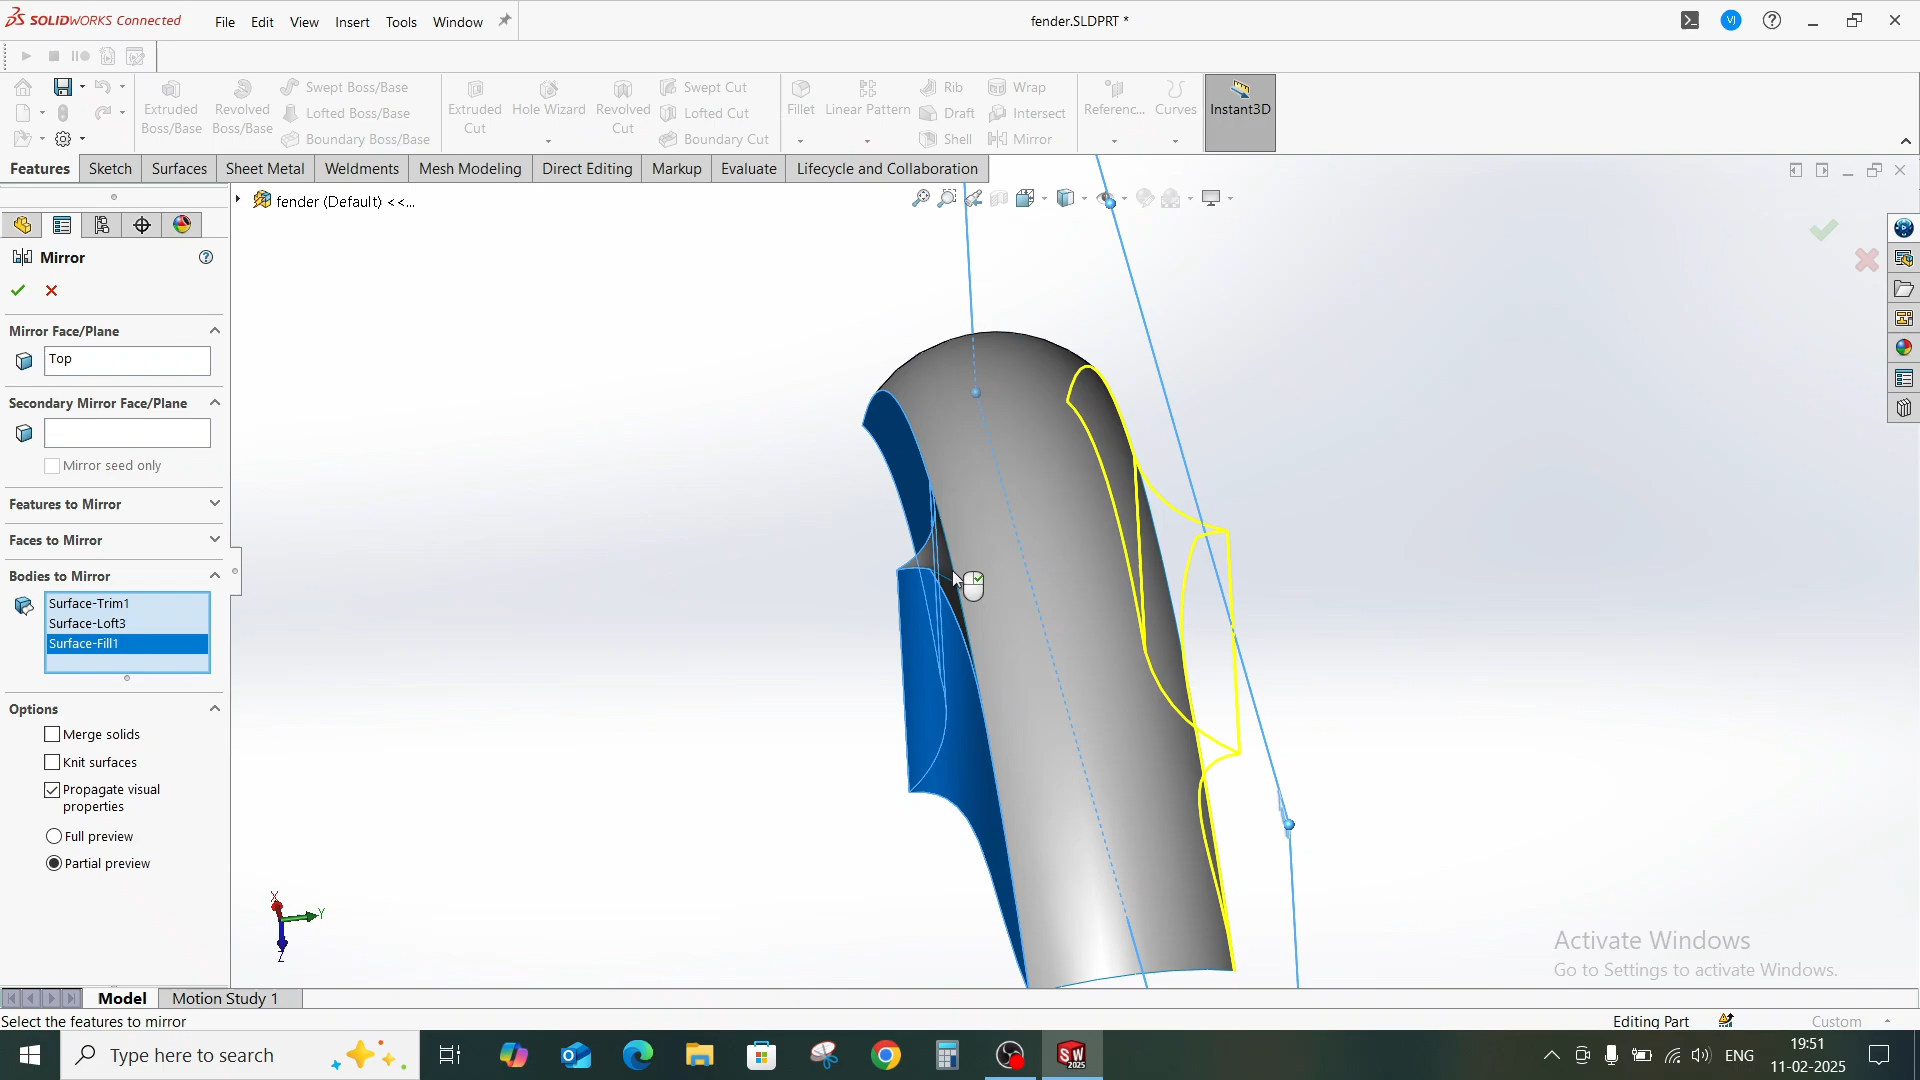 SOLIDWORKS Connected
File Edit View Insert Tools Window
fender.SLDPRT *
VJ
Extruded Boss/Base
Revolved Boss/Base
Swept Boss/Base
Lofted Boss/Base
Boundary Boss/Base
Extruded Cut
Hole Wizard
Revolved Cut
Swept Cut
Lofted Cut
Boundary Cut
Fillet
Linear Pattern
Rib
Draft
Shell
Wrap
Intersect
Mirror
Referenc...
Curves
Instant3D
Features Sketch Surfaces Sheet Metal Weldments Mesh Modeling Direct Editing Markup Evaluate Lifecycle and Collaboration
fender (Default) <<...
Mirror
Mirror Face/Plane
Top
Secondary Mirror Face/Plane
Mirror seed only
Features to Mirror
Faces to Mirror
Bodies to Mirror
Surface-Trim1
Surface-Loft3
Surface-Fill1
Options
Merge solids
Knit surfaces
Propagate visual
properties
Full preview
Partial preview
X
Y
Z
Activate Windows
Go to Settings to activate Windows.
Model Motion Study 1
Select the features to mirror
Editing Part
Custom
Type here to search
SW
2025
ENG
19:51
11-02-2025